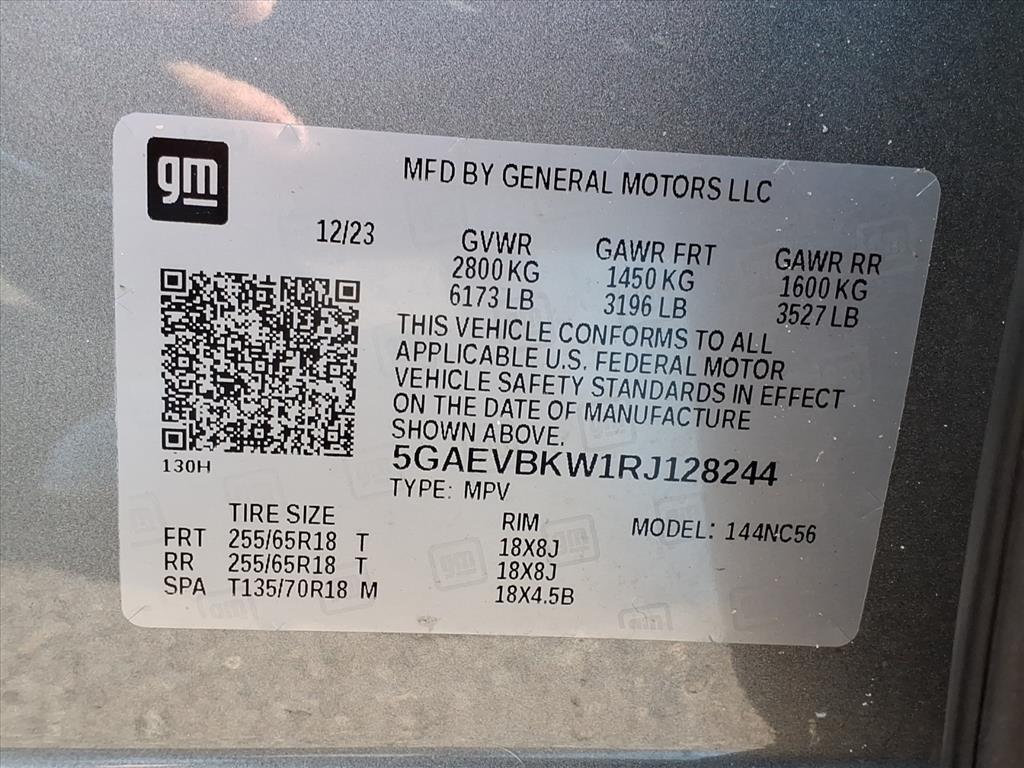 gm
MFD BY GENERAL MOTORS LLC
12/23
GVWR
2800 KG
6173 LB
GAWR FRT
1450 KG
3196 LB
GAWR RR
1600 KG
3527 LB
THIS VEHICLE CONFORMS TO ALL
APPLICABLE U.S. FEDERAL MOTOR
VEHICLE SAFETY STANDARDS IN EFFECT
ON THE DATE OF MANUFACTURE
SHOWN ABOVE.
130H
5GAEVBKW1RJ128244
TYPE: MPV
TIRE SIZE
RIM
MODEL: 144NC56
FRT 255/65R18 T 18X8J
RR 255/65R18 T 18X8J
SPA T135/70R18 M 18X4.5B